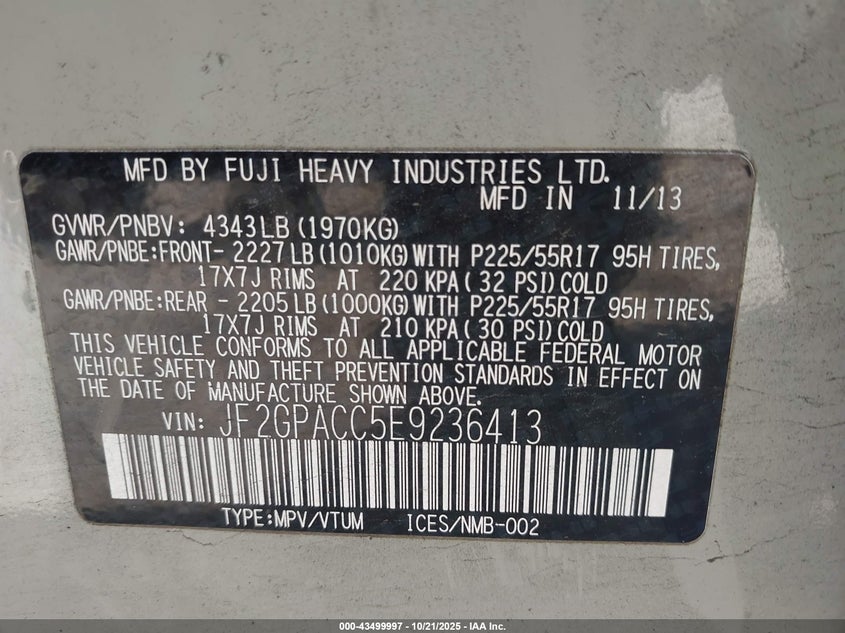 MFD BY FUJI HEAVY INDUSTRIES LTD.
MFD IN 11/13
GVWR/PNBV: 4343LB (1970KG)
GAWR/PNBE:FRONT- 2227 LB (1010KG) WITH P225/55R17 95H TIRES,
17X7J RIMS AT 220 KPA ( 32 PSI) COLD
GAWR/PNBE:REAR - 2205 LB (1000KG) WITH P225/55R17 95H TIRES,
17X7J RIMS AT 210 KPA ( 30 PSI) COLD
THIS VEHICLE CONFORMS TO ALL APPLICABLE FEDERAL MOTOR
VEHICLE SAFETY AND THEFT PREVENTION STANDARDS IN EFFECT ON
THE DATE OF MANUFACTURE SHOWN ABOVE.
VIN: JF2GPACC5E9236413
TYPE:MPV/VTUM ICES/NMB-002
000-43499997 - 10/21/2025 - IAA Inc.